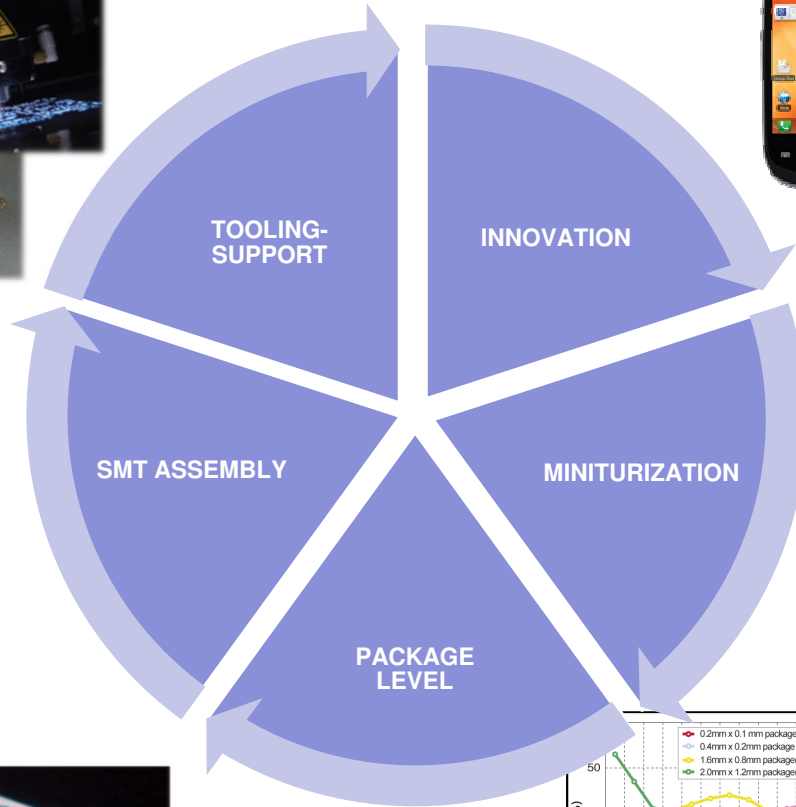 TOOLING-
SUPPORT
INNOVATION
SMT ASSEMBLY
MINITURIZATION
PACKAGE
LEVEL
0.2mm x 0.1 mm package
0.4mm x 0.2mm package
1.6mm x 0.8mm package
2.0mm x 1.2mm package
50